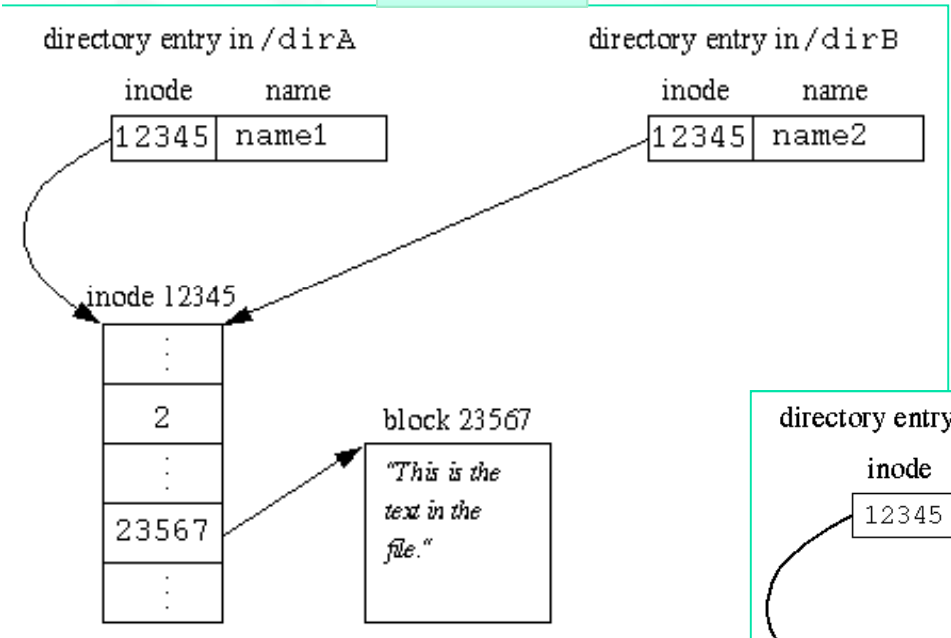 directory entry in /dirA
inode name
12345 name1
directory entry in /dirB
inode name
12345 name2
inode 12345
2
23567
block 23567
"This is the
text in the
file."
directory entry
inode
12345